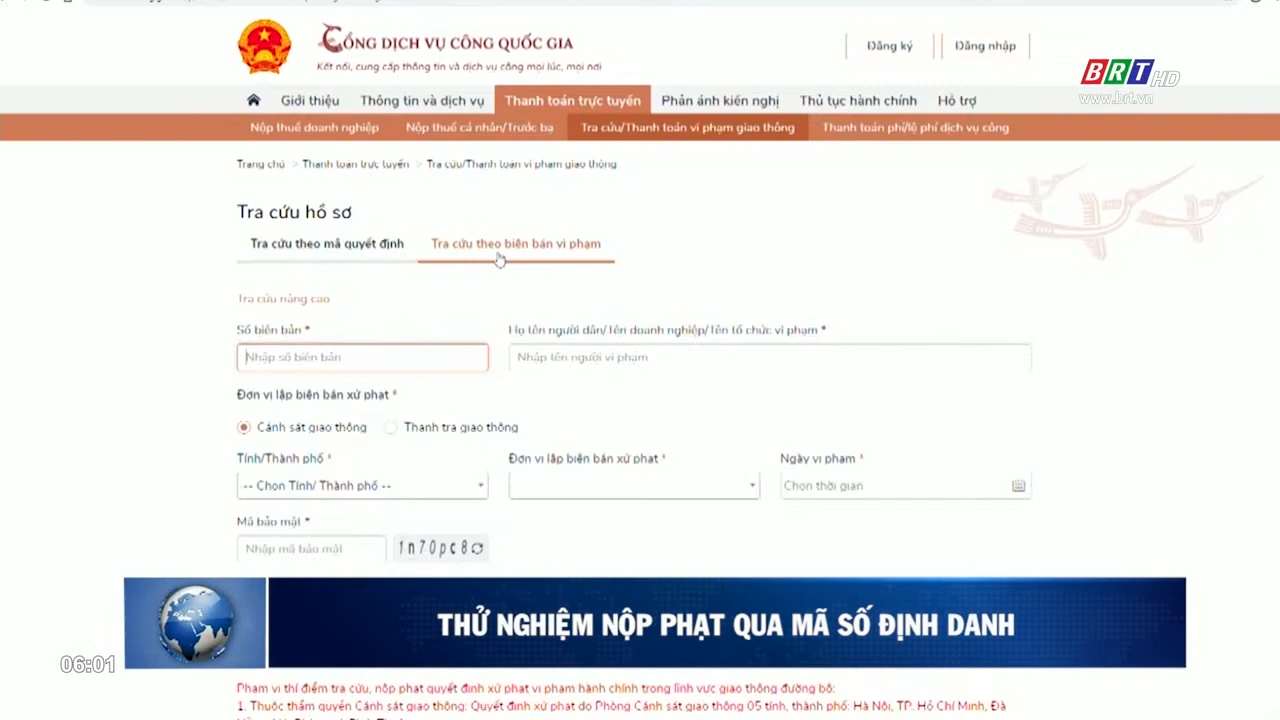 CỔNG DỊCH VỤ CÔNG QUỐC GIA
Kết nối, cung cấp thông tin và dịch vụ công mọi lúc, mọi nơi
Đăng ký
Đăng nhập
BRT HD
www.brt.vn
Giới thiệu
Thông tin và dịch vụ
Thanh toán trực tuyến
Phản ánh kiến nghị
Thủ tục hành chính
Hỗ trợ
Nộp thuế doanh nghiệp
Nộp thuế cá nhân/Trước bạ
Tra cứu/Thanh toán vi phạm giao thông
Thanh toán phí/lệ phí dịch vụ công
Trang chủ > Thanh toán trực tuyến > Tra cứu/Thanh toán vi phạm giao thông
Tra cứu hồ sơ
Tra cứu theo mã quyết định
Tra cứu theo biên bản vi phạm
Tra cứu nâng cao
Số biên bản *
Họ tên người dân/Tên doanh nghiệp/Tên tổ chức vi phạm *
Nhập số biên bản
Nhập tên người vi phạm
Đơn vị lập biên bản xử phạt *
Cảnh sát giao thông
Thanh tra giao thông
Tỉnh/Thành phố *
Đơn vị lập biên bản xử phạt *
Ngày vi phạm *
-- Chọn Tỉnh/ Thành phố --
Chọn thời gian
Mã bảo mật *
Nhập mã bảo mật
1n70pc8
THỬ NGHIỆM NỘP PHẠT QUA MÃ SỐ ĐỊNH DANH
06:01
Phạm vi thí điểm tra cứu, nộp phạt quyết định xử phạt vi phạm hành chính trong lĩnh vực giao thông đường bộ:
1. Thuộc thẩm quyền Cảnh sát giao thông: Quyết định xử phạt do Phòng Cảnh sát giao thông 05 tỉnh, thành phố: Hà Nội, TP. Hồ Chí Minh, Đà